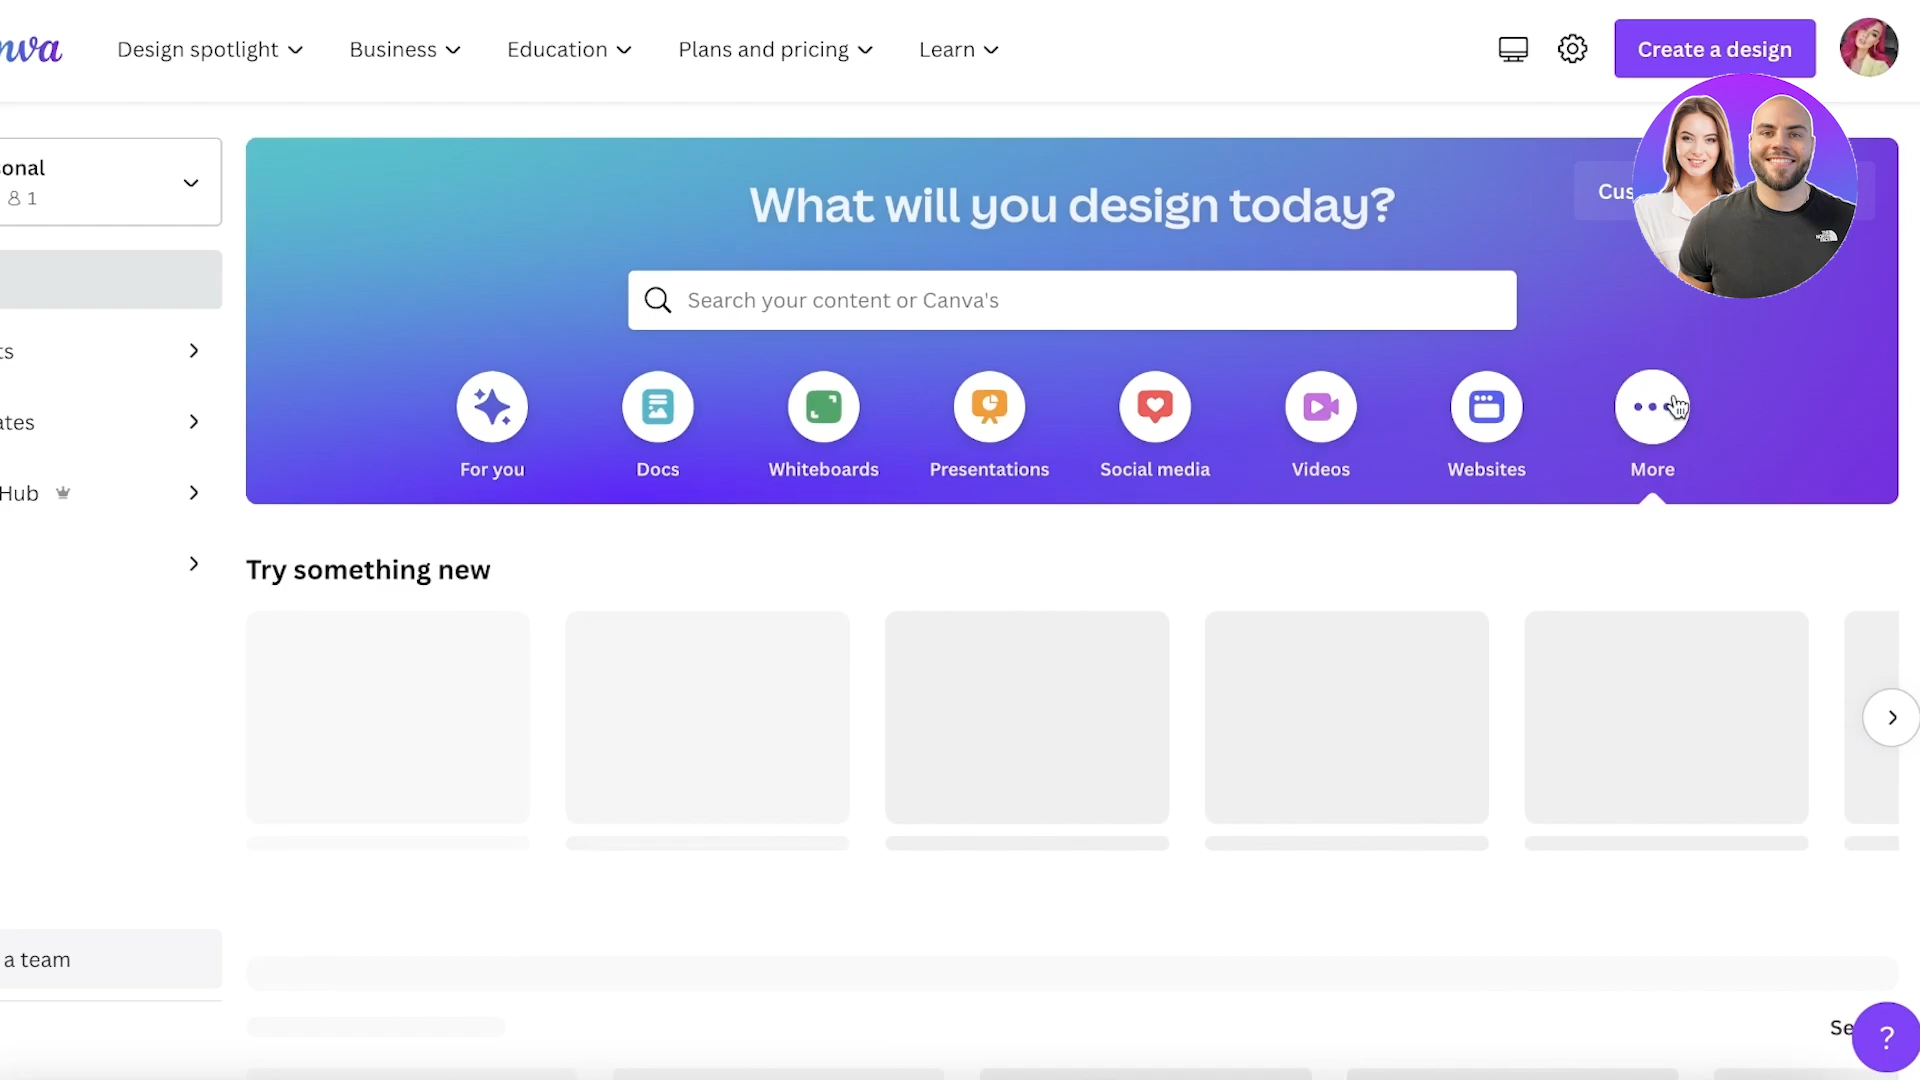 nva
Design spotlight
Business
Education
Plans and pricing
Learn
Create a design
onal
1
What will you design today?
Cus
Search your content or Canva's
ts
ates
Hub
For you
Docs
Whiteboards
Presentations
Social media
Videos
Websites
More
Try something new
a team
Se
?